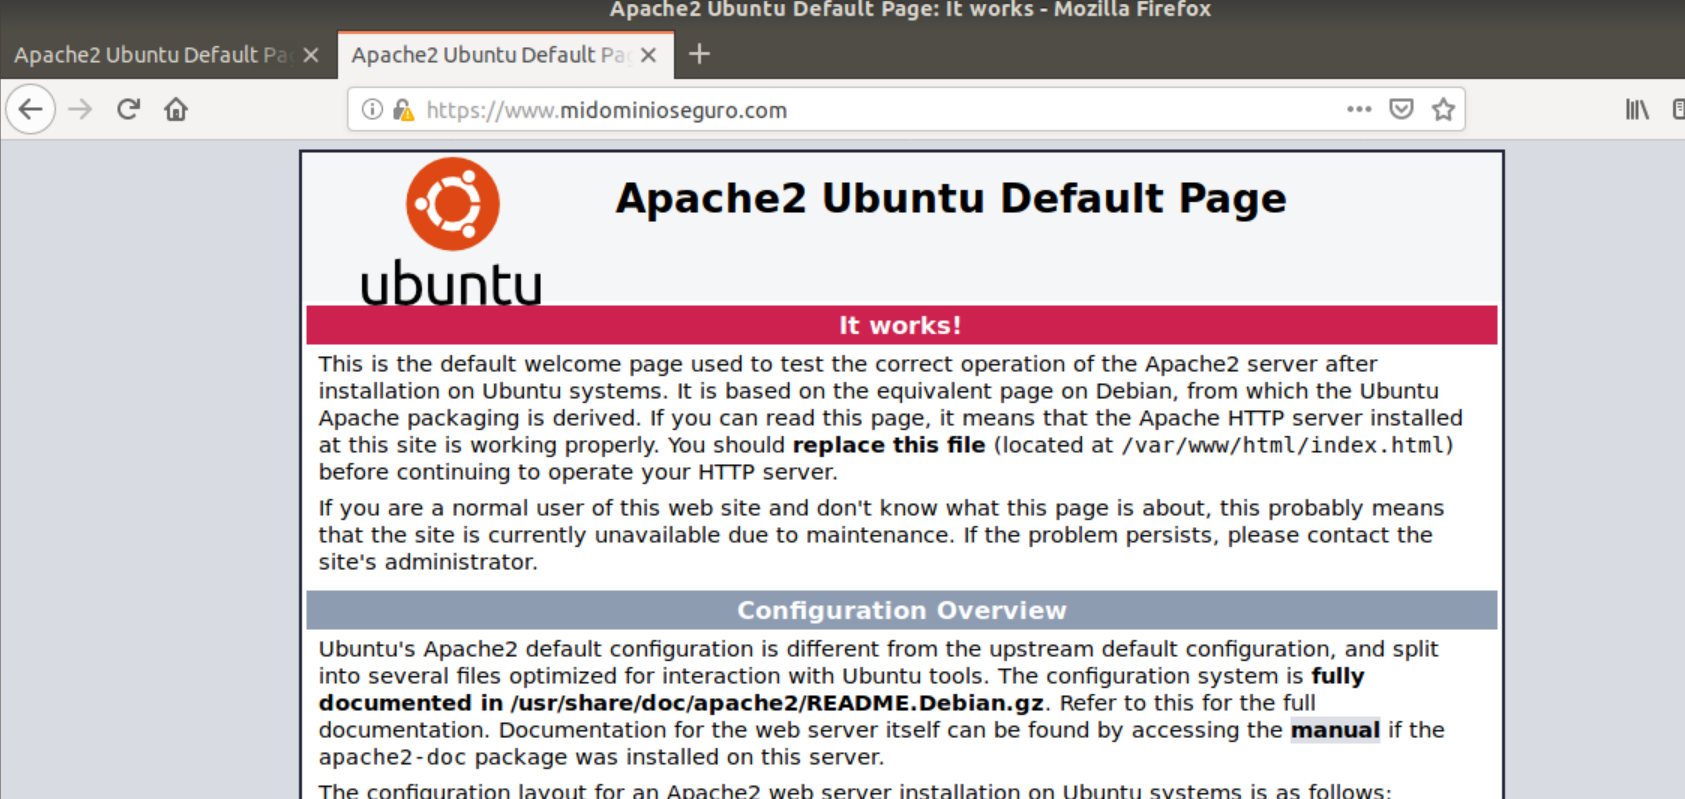 Apache2 Ubuntu Default Page: It works - Mozilla Firefox
Apache2 Ubuntu Default Pa
Apache2 Ubuntu Default Pag
https://www.midominioseguro.com
Apache2 Ubuntu Default Page
ubuntu
It works!
This is the default welcome page used to test the correct operation of the Apache2 server after
installation on Ubuntu systems. It is based on the equivalent page on Debian, from which the Ubuntu
Apache packaging is derived. If you can read this page, it means that the Apache HTTP server installed
at this site is working properly. You should replace this file (located at /var/www/html/index.html)
before continuing to operate your HTTP server.
If you are a normal user of this web site and don't know what this page is about, this probably means
that the site is currently unavailable due to maintenance. If the problem persists, please contact the
site's administrator.
Configuration Overview
Ubuntu's Apache2 default configuration is different from the upstream default configuration, and split
into several files optimized for interaction with Ubuntu tools. The configuration system is fully
documented in /usr/share/doc/apache2/README.Debian.gz. Refer to this for the full
documentation. Documentation for the web server itself can be found by accessing the manual if the
apache2-doc package was installed on this server.
The configuration layout for an Apache2 web server installation on Ubuntu systems is as follows: